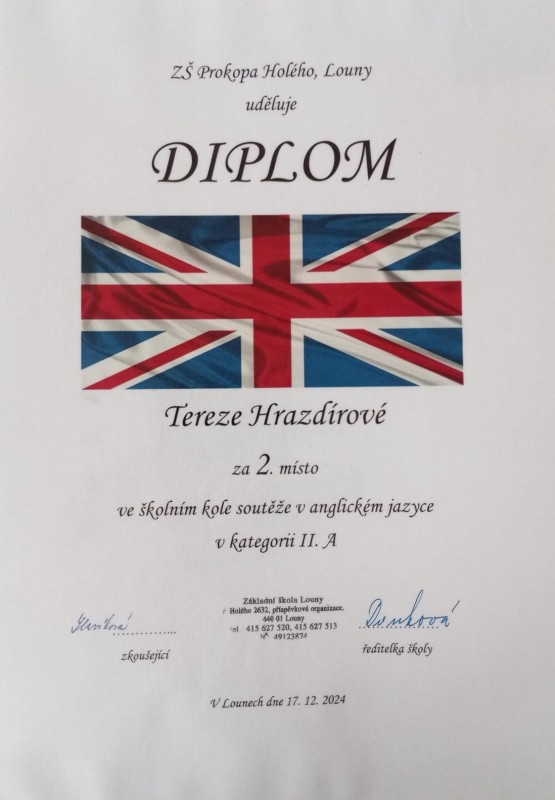 ZŠ Prokopa Holého, Louny
uděluje
DIPLOM
Tereze Hrazdírové
za 2. místo
ve školním kole soutěže v anglickém jazyce
v kategorii II. A
Základní škola Louny
Holého 2632, příspěvková organizace.
440 01 Louny
tel. 415 627 520, 415 627 513
49123874
zkoušející
ředitelka školy
V Lounech dne 17. 12. 2024